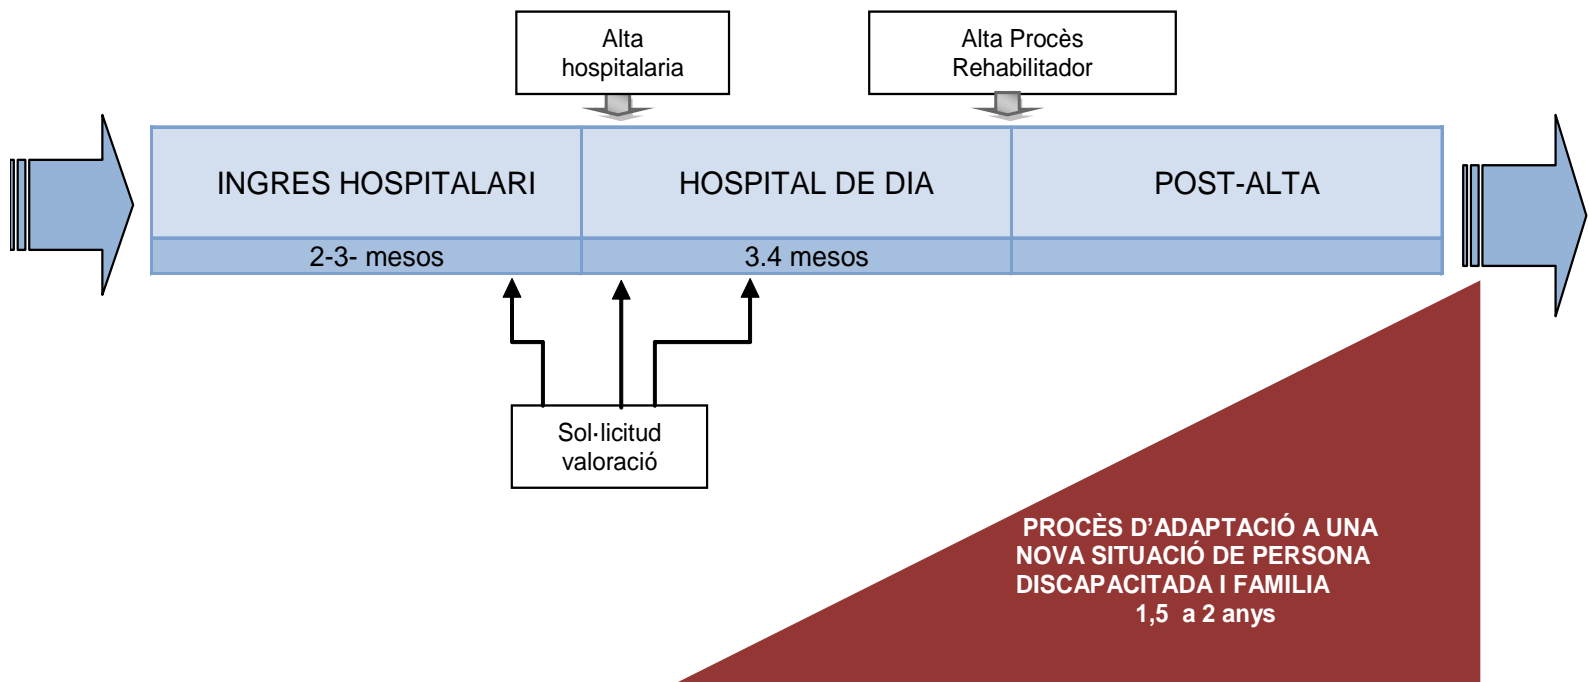 Alta
hospitalaria
Alta Procès
Rehabilitador
INGRES HOSPITALARI
HOSPITAL DE DIA
POST-ALTA
2-3- mesos
3.4 mesos
Sol·licitud
valoració
PROCÈS D’ADAPTACIÓ A UNA
NOVA SITUACIÓ DE PERSONA
DISCAPACITADA I FAMILIA
1,5 a 2 anys